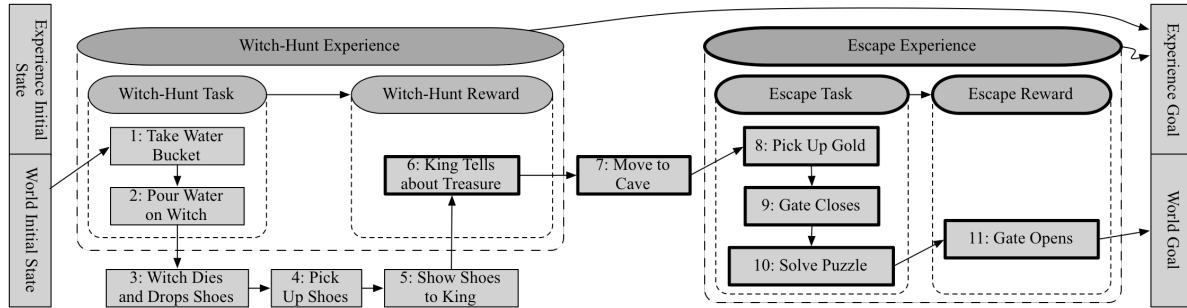 Experience Initial
State
World Initial State
Witch-Hunt Experience
Witch-Hunt Task
Witch-Hunt Reward
1: Take Water
Bucket
2: Pour Water
on Witch
3: Witch Dies
and Drops Shoes
4: Pick
Up Shoes
5: Show Shoes
to King
6: King Tells
about Treasure
7: Move to
Cave
Escape Experience
Escape Task
Escape Reward
8: Pick Up Gold
9: Gate Closes
10: Solve Puzzle
11: Gate Opens
Experience
Goal
World Goal